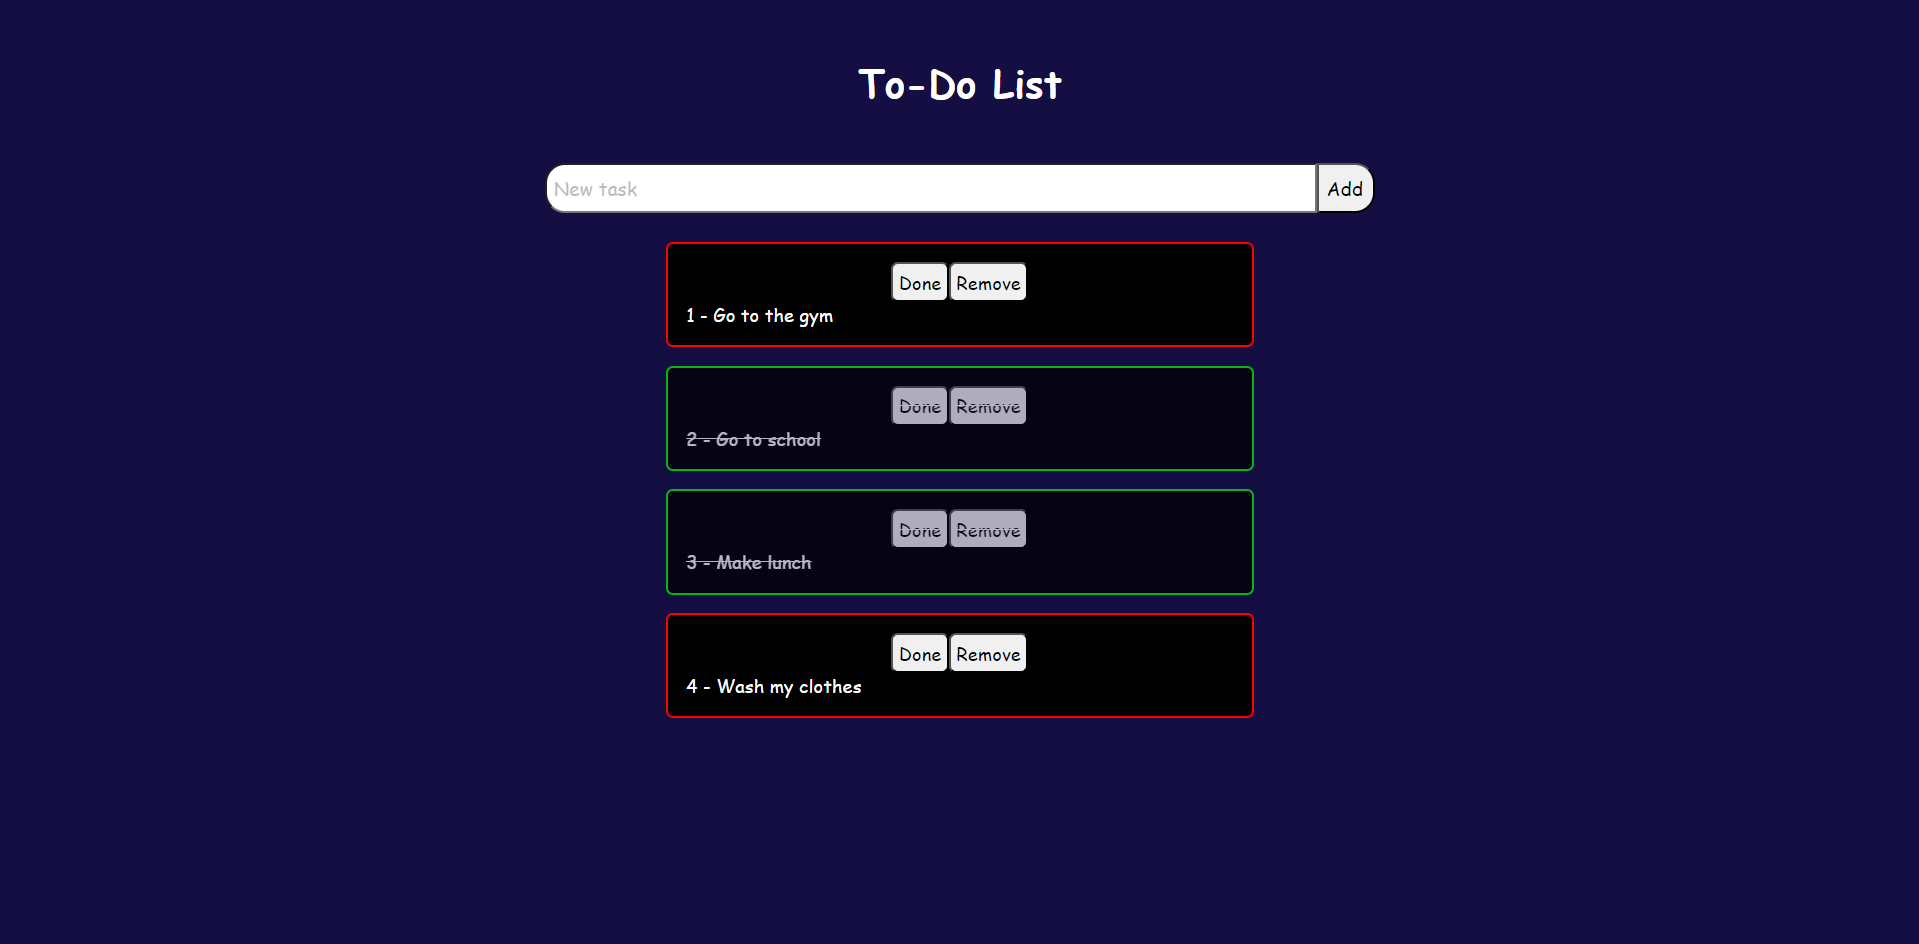 To-Do List
New task Add
Done Remove
1 - Go to the gym
Done Remove
2 - Go to school
Done Remove
3 - Make lunch
Done Remove
4 - Wash my clothes